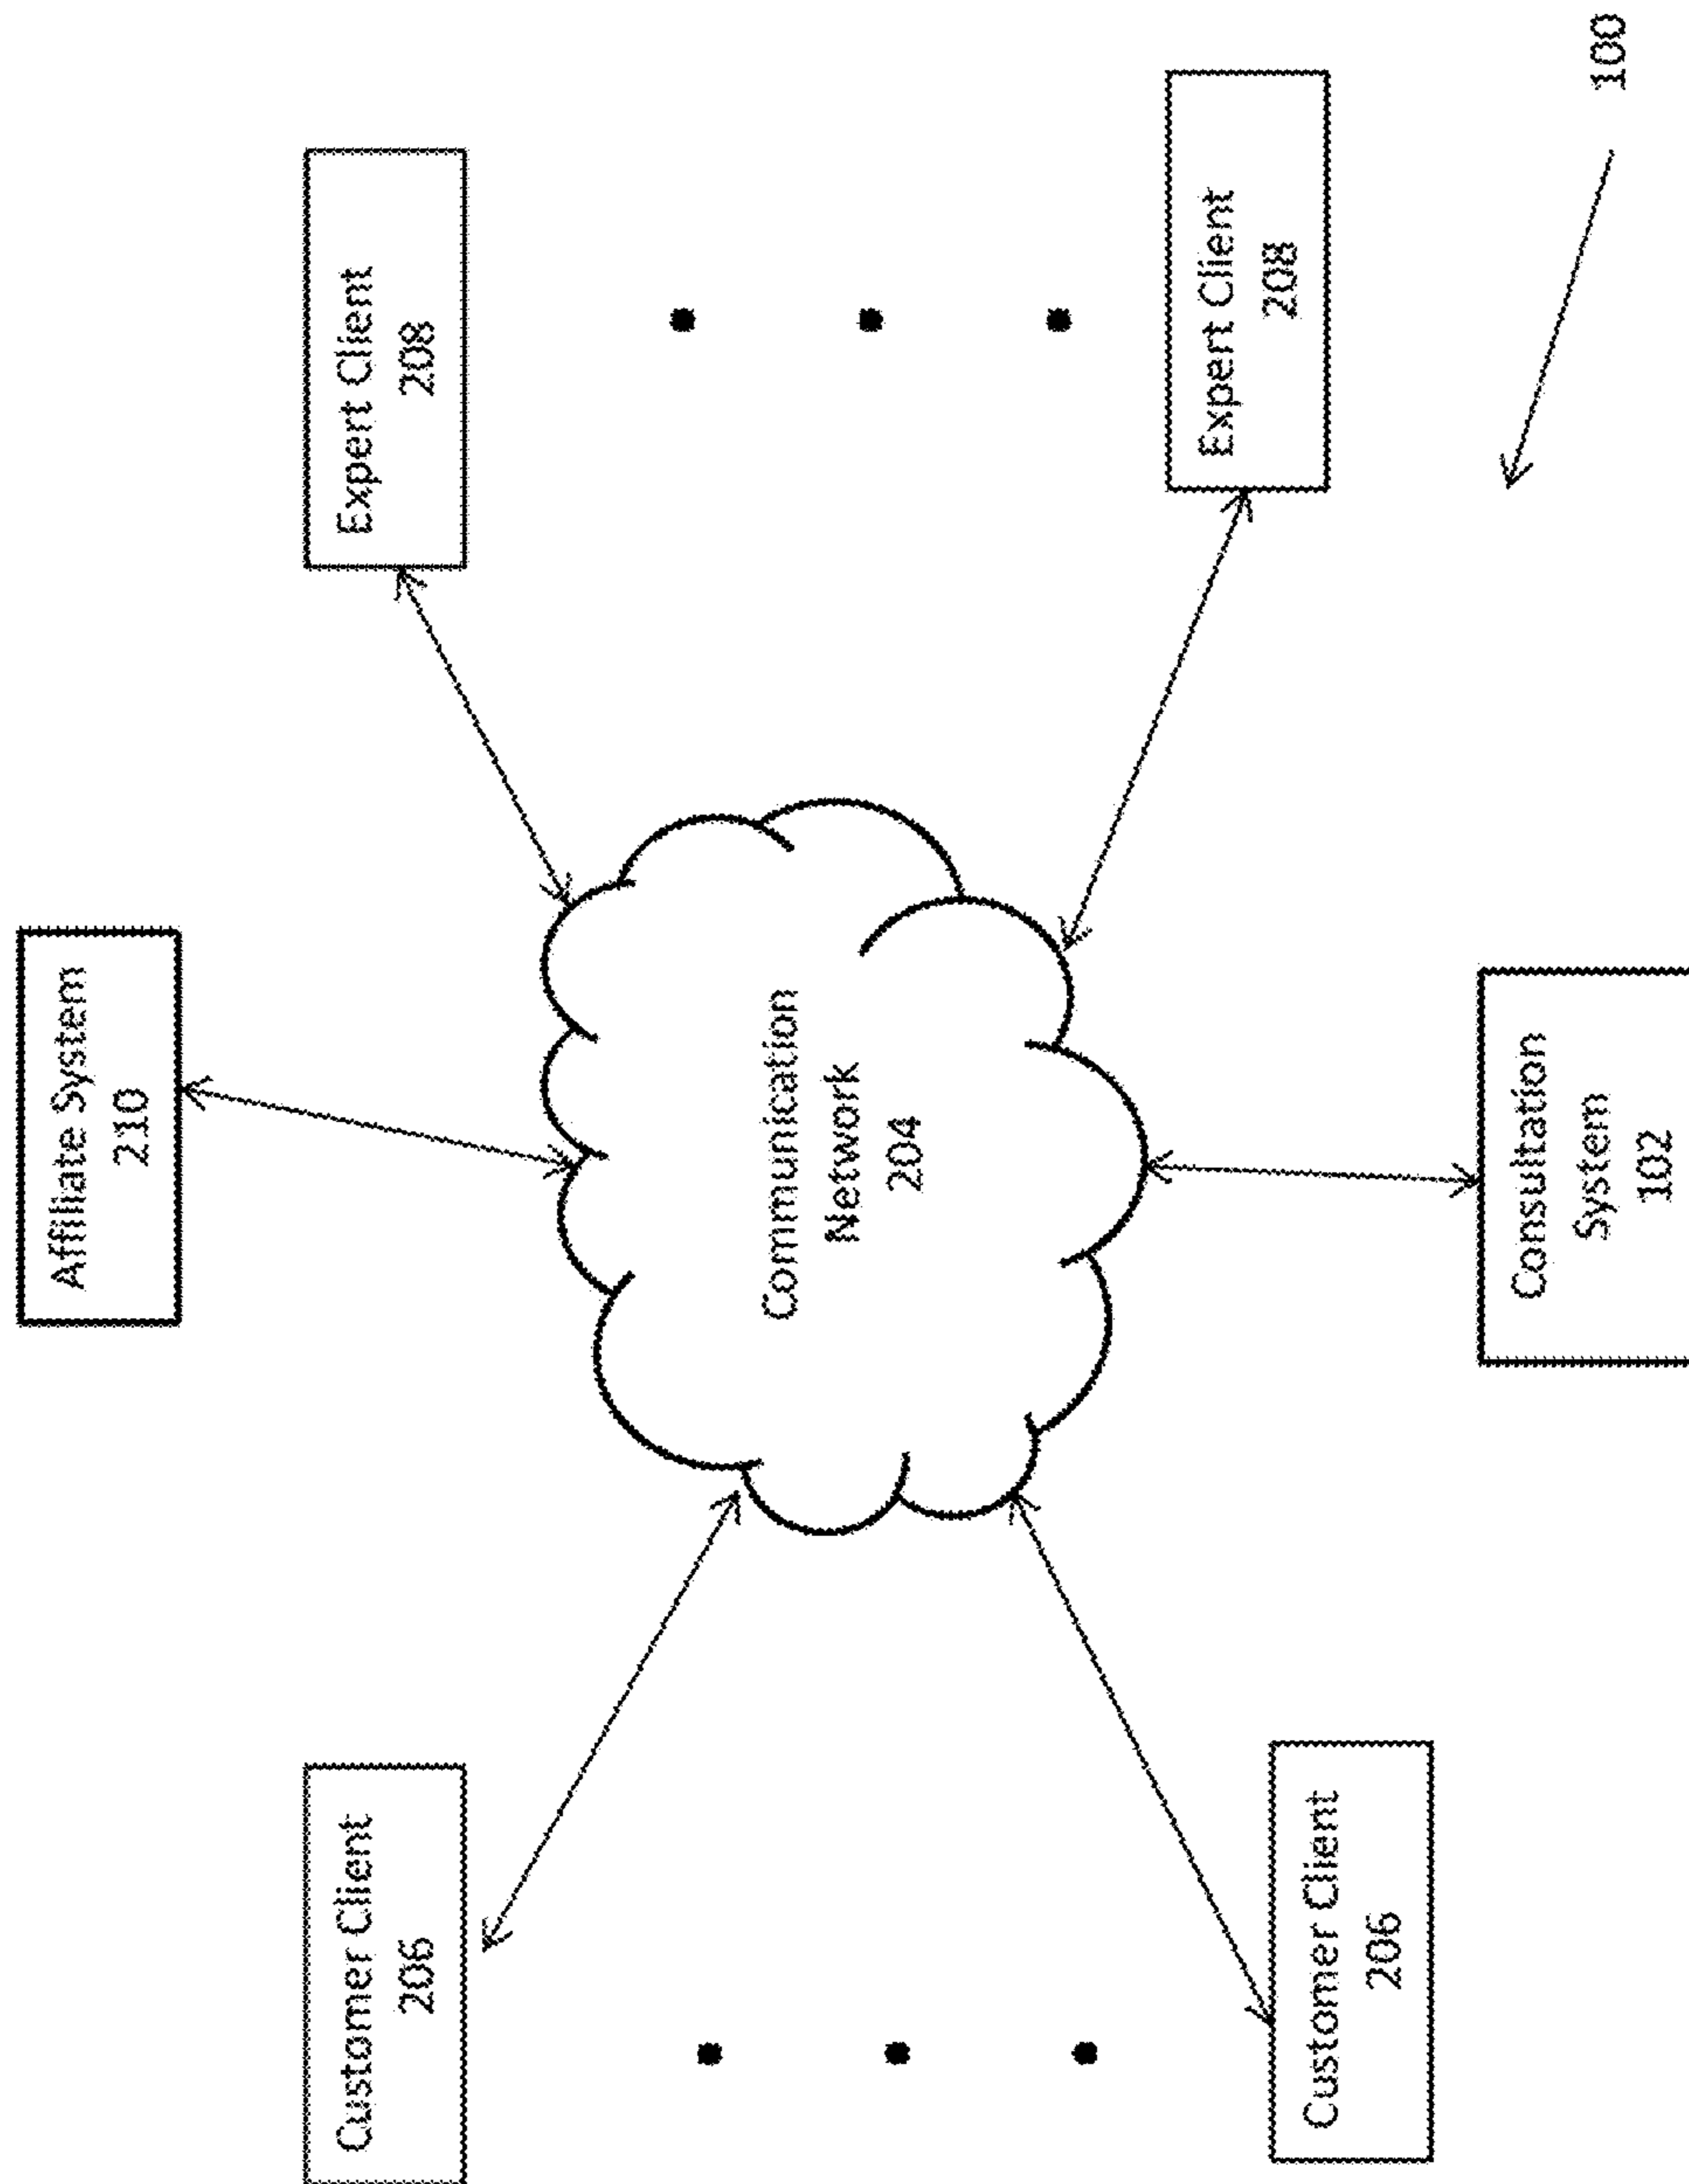 Affiliate System
210
Customer Client
206
Expert Client
208
Communication
Network
204
Customer Client
206
Expert Client
208
Consultation
System
102
100